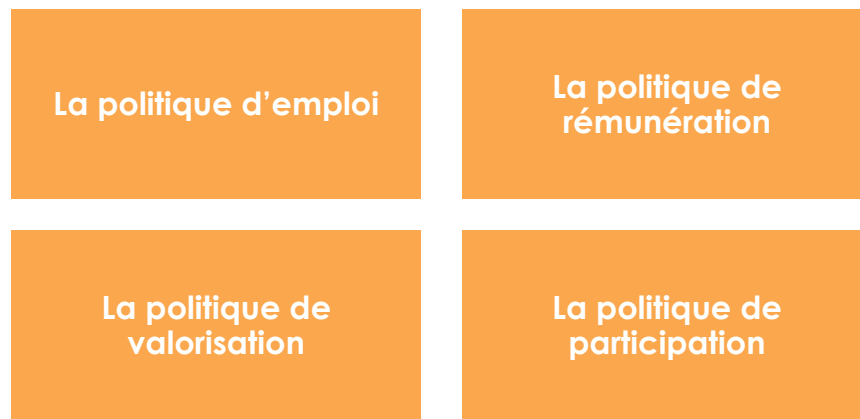 La politique d’emploi
La politique de
rémunération
La politique de
valorisation
La politique de
participation